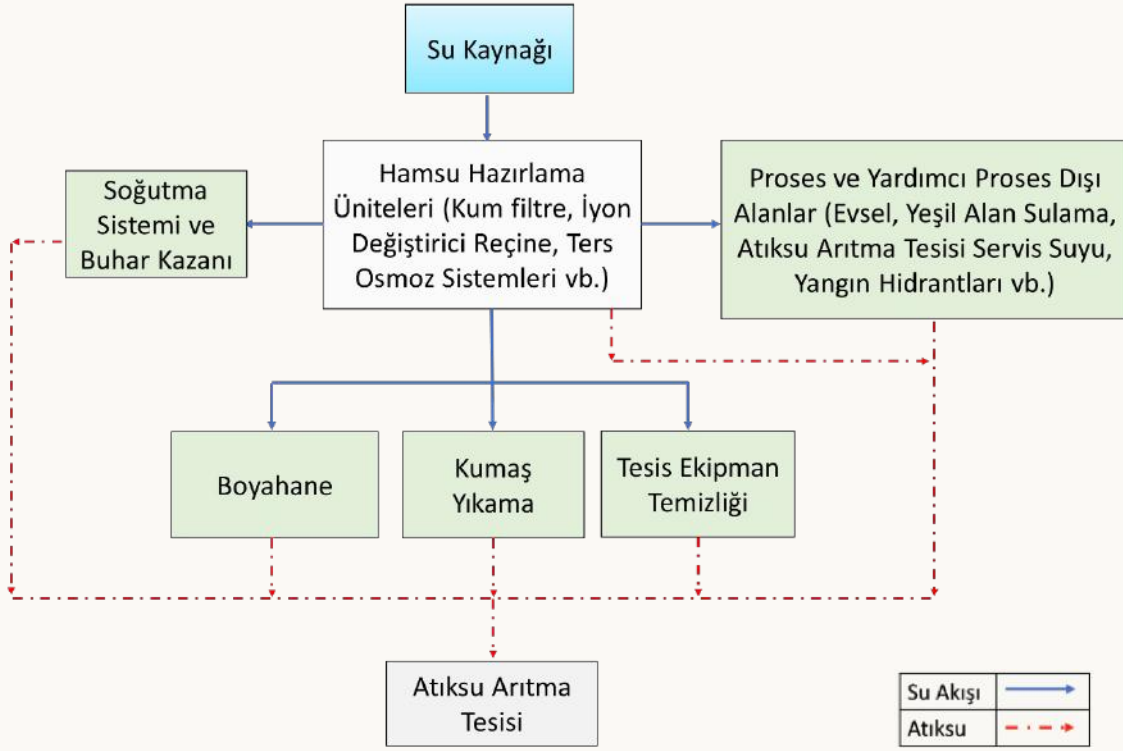 Su Kaynağı
Hamsu Hazırlama
Üniteleri (Kum filtre, İyon
Değiştirici Reçine, Ters
Osmoz Sistemleri vb.)
Soğutma
Sistemi ve
Buhar Kazanı
Proses ve Yardımcı Proses Dışı
Alanlar (Evsel, Yeşil Alan Sulama,
Atıksu Arıtma Tesisi Servis Suyu,
Yangın Hidrantları vb.)
Boyahane
Kumaş
Yıkama
Tesis Ekipman
Temizliği
Atıksu Arıtma
Tesisi
Su Akışı
Atıksu